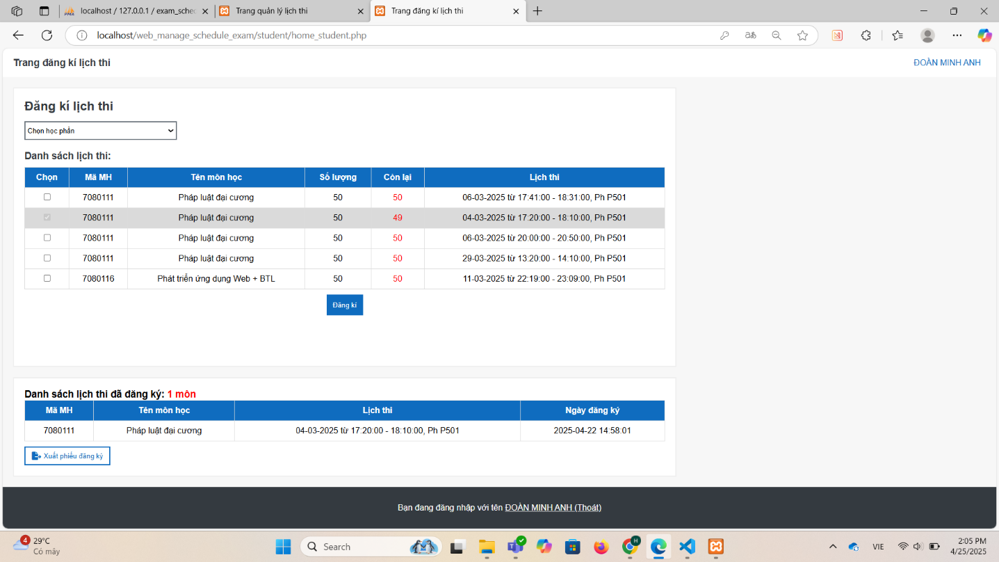 localhost / 127.0.0.1 / exam_sched
Trang quản lý lịch thi
Trang đăng kí lịch thi
localhost/web_manage_schedule_exam/student/home_student.php
Trang đăng kí lịch thi
ĐOÀN MINH ANH
Đăng kí lịch thi
Chọn học phần
Danh sách lịch thi:
Chọn Mã MH Tên môn học Số lượng Còn lại Lịch thi
7080111 Pháp luật đại cương 50 50 06-03-2025 từ 17:41:00 - 18:31:00, Ph P501
7080111 Pháp luật đại cương 50 49 04-03-2025 từ 17:20:00 - 18:10:00, Ph P501
7080111 Pháp luật đại cương 50 50 06-03-2025 từ 20:00:00 - 20:50:00, Ph P501
7080111 Pháp luật đại cương 50 50 29-03-2025 từ 13:20:00 - 14:10:00, Ph P501
7080116 Phát triển ứng dụng Web + BTL 50 50 11-03-2025 từ 22:19:00 - 23:09:00, Ph P501
Đăng kí
Danh sách lịch thi đã đăng ký: 1 môn
Mã MH Tên môn học Lịch thi Ngày đăng ký
7080111 Pháp luật đại cương 04-03-2025 từ 17:20:00 - 18:10:00, Ph P501 2025-04-22 14:58:01
Xuất phiếu đăng ký
Bạn đang đăng nhập với tên ĐOÀN MINH ANH (Thoát)
4
29°C
Có mây
Search
H
VIE
2:05 PM
4/25/2025